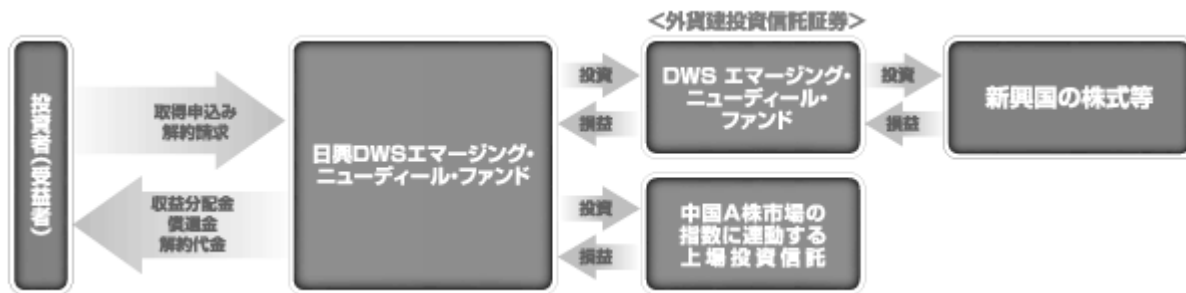 <外貨建投資信託証券>
投資者(受益者)
取得申込み
解約請求
収益分配金
償還金
解約代金
日興DWSエマージング・
ニューディール・ファンド
投資
損益
投資
損益
DWS エマージング・
ニューディール・
ファンド
中国A株市場の
指数に連動する
上場投資信託
投資
損益
新興国の株式等